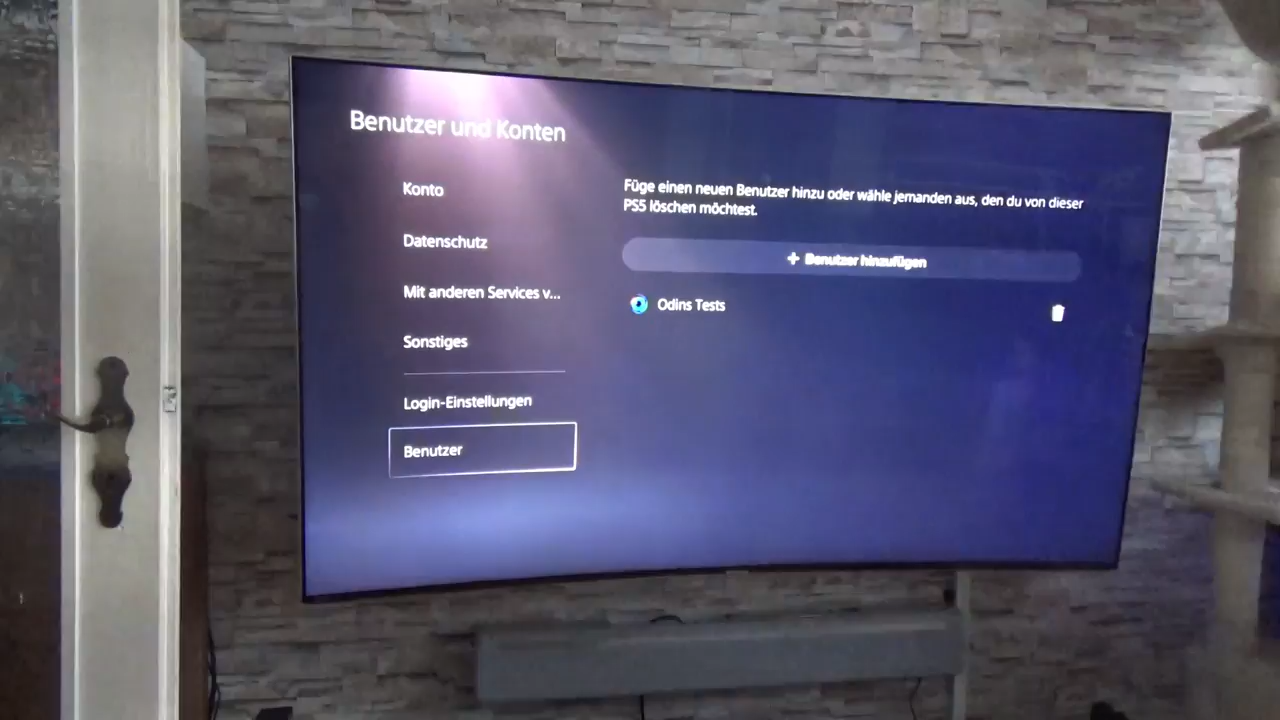 Benutzer und Konten
Konto
Datenschutz
Mit anderen Services v...
Sonstiges
Login-Einstellungen
Benutzer
Füge einen neuen Benutzer hinzu oder wähle jemanden aus, den du von dieser
PS5 löschen möchtest.
+ Benutzer hinzufügen
Odins Tests